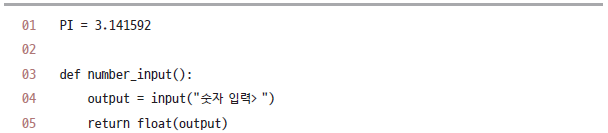 01 PI = 3.141592
02
03 def number_input():
04     output = input("숫자 입력> ")
05     return float(output)